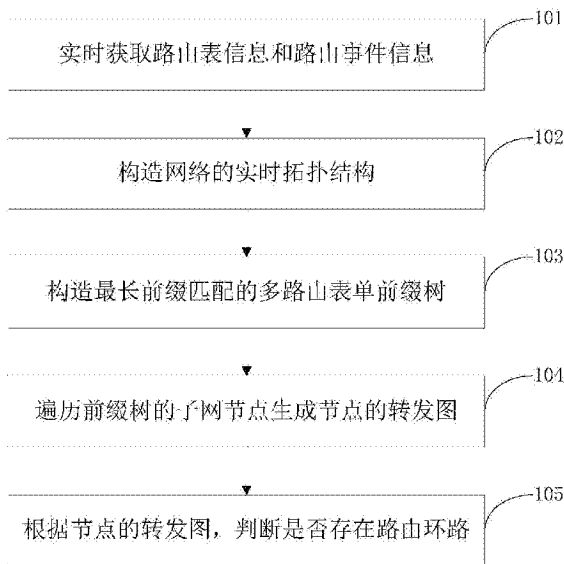 101
实时获取路由表信息和路由事件信息
102
构造网络的实时拓扑结构
103
构造最长前缀匹配的多路由表单前缀树
104
遍历前缀树的子网节点生成节点的转发图
105
根据节点的转发图，判断是否存在路由环路